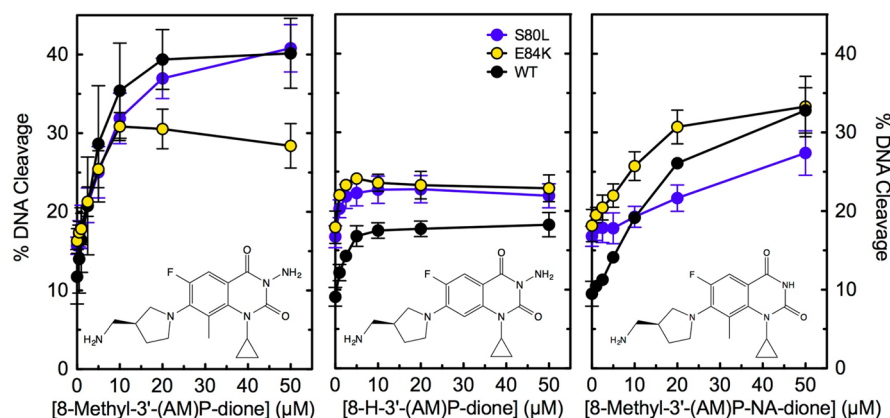 % DNA Cleavage
40
30
20
10
0
0 10 20 30 40 50
[8-Methyl-3'-(AM)P-dione] (µM)
F
O
N
NH₂
N
N
O
H₂N
S80L
E84K
WT
0 10 20 30 40 50
[8-H-3'-(AM)P-dione] (µM)
F
O
N
NH₂
N
N
O
H₂N
% DNA Cleavage
40
30
20
10
0
0 10 20 30 40 50
[8-Methyl-3'-(AM)P-NA-dione] (µM)
F
O
NH
N
N
O
H₂N